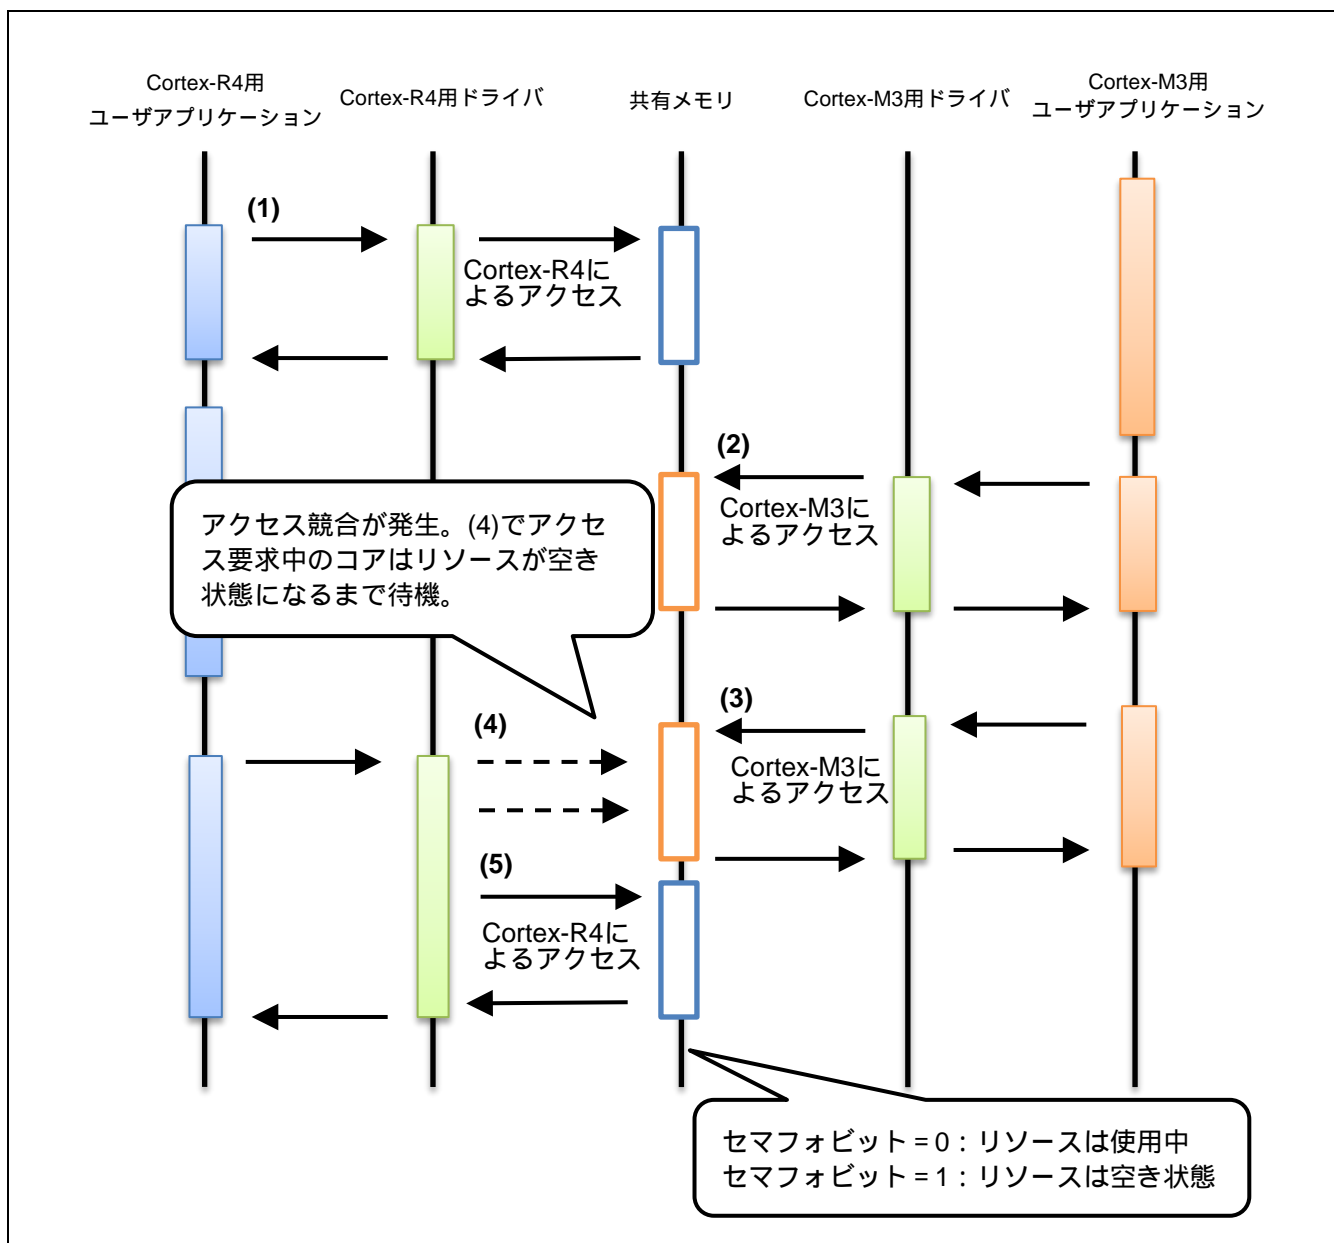 Cortex-R4用
ユーザアプリケーション
Cortex-R4用ドライバ
共有メモリ
Cortex-M3用ドライバ
Cortex-M3用
ユーザアプリケーション
(1)
Cortex-R4に
よるアクセス
(2)
Cortex-M3に
よるアクセス
アクセス競合が発生。(4)でアクセ
ス要求中のコアはリソースが空き
状態になるまで待機。
(3)
Cortex-M3に
よるアクセス
(4)
(5)
Cortex-R4に
よるアクセス
セマフォビット = 0 : リソースは使用中
セマフォビット = 1 : リソースは空き状態